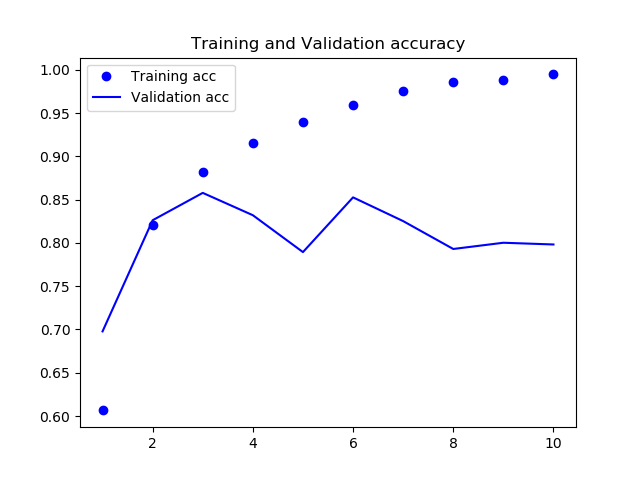 Training and Validation accuracy
Training acc
Validation acc
1.00
0.95
0.90
0.85
0.80
0.75
0.70
0.65
0.60
2 4 6 8 10